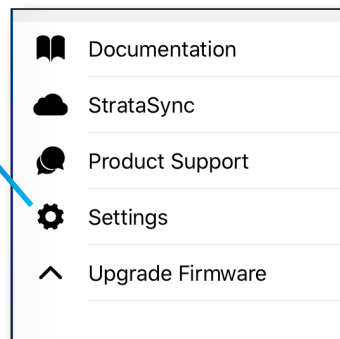 Documentation
StrataSync
Product Support
Settings
Upgrade Firmware